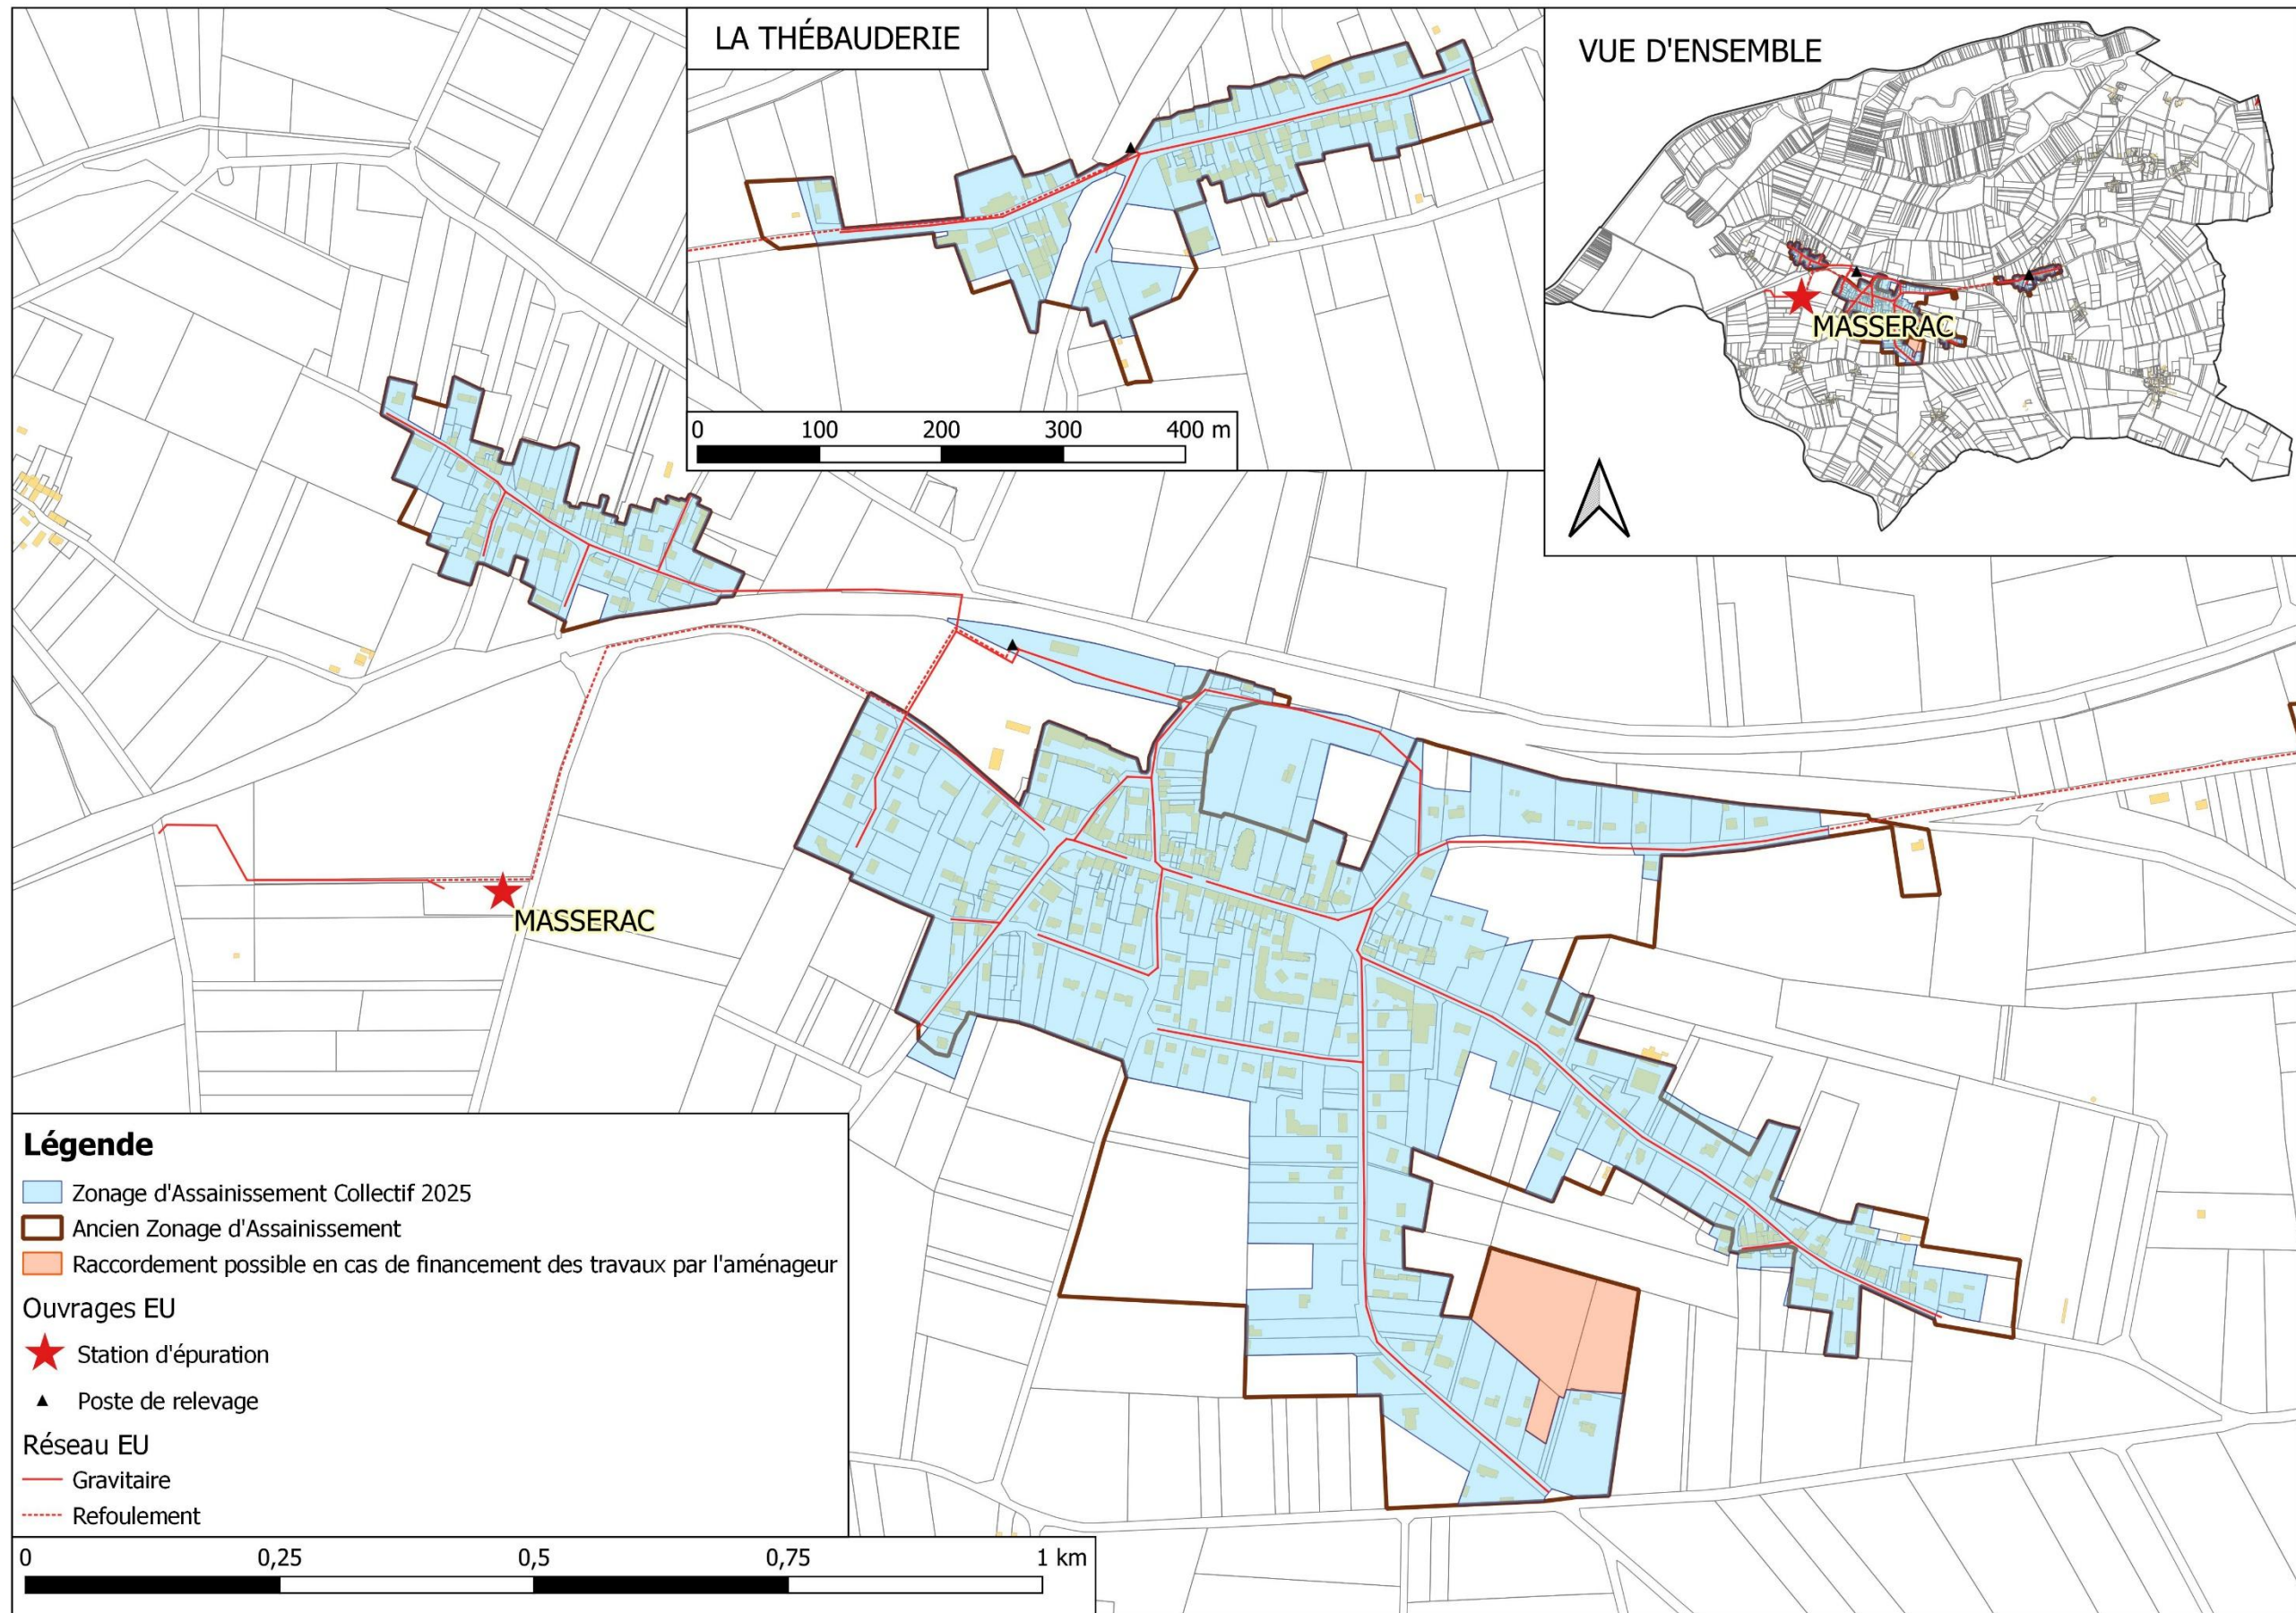 LA THÉBAUDERIE
0 100 200 300 400 m
VUE D'ENSEMBLE
MASSERAC
MASSERAC
Légende
Zonage d'Assainissement Collectif 2025
Ancien Zonage d'Assainissement
Raccordement possible en cas de financement des travaux par l'aménageur
Ouvrages EU
Station d'épuration
Poste de relevage
Réseau EU
Gravitaire
Refoulement
0 0,25 0,5 0,75 1 km